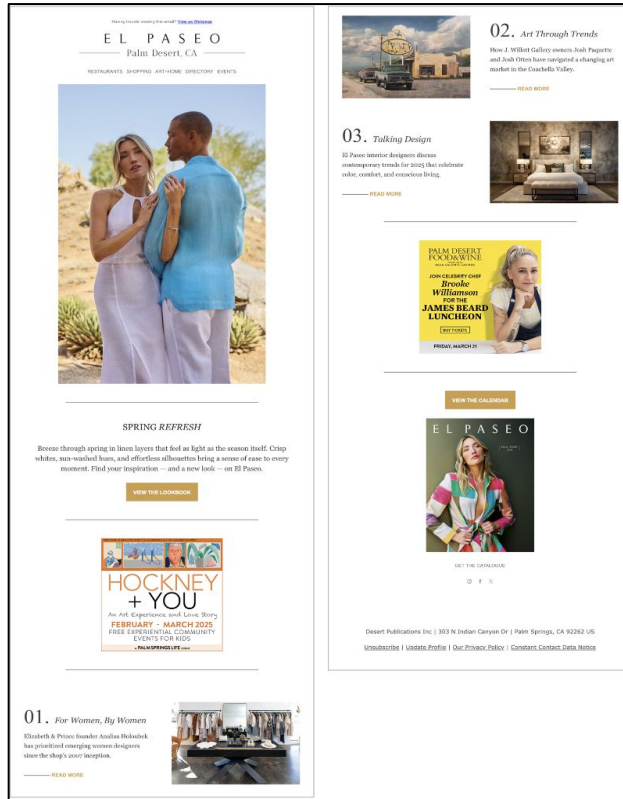 Having trouble viewing this email? View as Webpage
EL PASEO
Palm Desert, CA
RESTAURANTS SHOPPING ART+HOME DIRECTORY EVENTS
SPRING REFRESH
Breeze through spring in linen layers that feel as light as the season itself. Crisp
whites, sun-washed hues, and effortless silhouettes bring a sense of ease to every
moment. Find your inspiration — and a new look — on El Paseo.
VIEW THE LOOKBOOK
HOCKNEY
+ YOU
An Art Experience and Love Story
FEBRUARY - MARCH 2025
FREE EXPERIENTIAL COMMUNITY
EVENTS FOR KIDS
01. For Women, By Women
Elizabeth & Prince founder Analisa Holoubek
has prioritized emerging women designers
since the shop's 2007 inception.
READ MORE
02. Art Through Trends
How J. Willott Gallery owners Josh Paquette
and Josh Otten have navigated a changing art
market in the Coachella Valley.
READ MORE
03. Talking Design
El Paseo interior designers discuss
contemporary trends for 2025 that celebrate
color, comfort, and conscious living.
READ MORE
PALM DESERT
FOOD&WINE
JOIN CELEBRITY CHEF
Brooke
Williamson
FOR THE
JAMES BEARD
LUNCHEON
BUY TICKETS
FRIDAY, MARCH 21
VIEW THE CALENDAR
EL PASEO
GET THE CATALOGUE
Desert Publications Inc | 303 N Indian Canyon Dr | Palm Springs, CA 92262 US
Unsubscribe | Update Profile | Our Privacy Policy | Constant Contact Data Notice